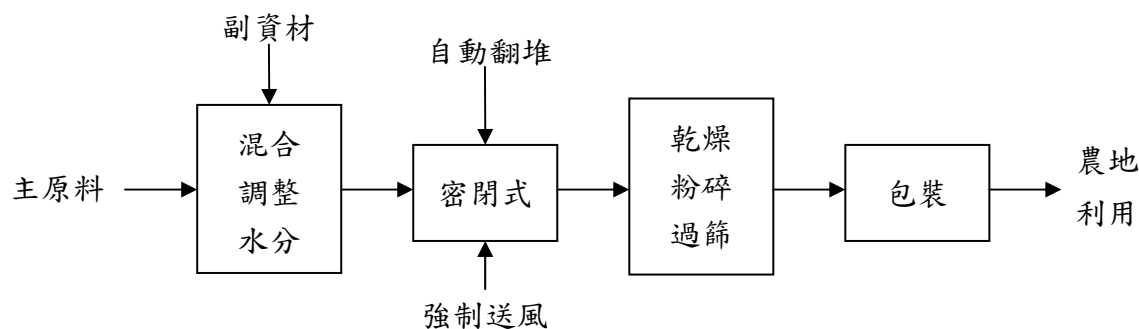 副資材
自動翻堆
主原料
混合
調整
水分
密閉式
乾燥
粉碎
過篩
包裝
農地
利用
強制送風